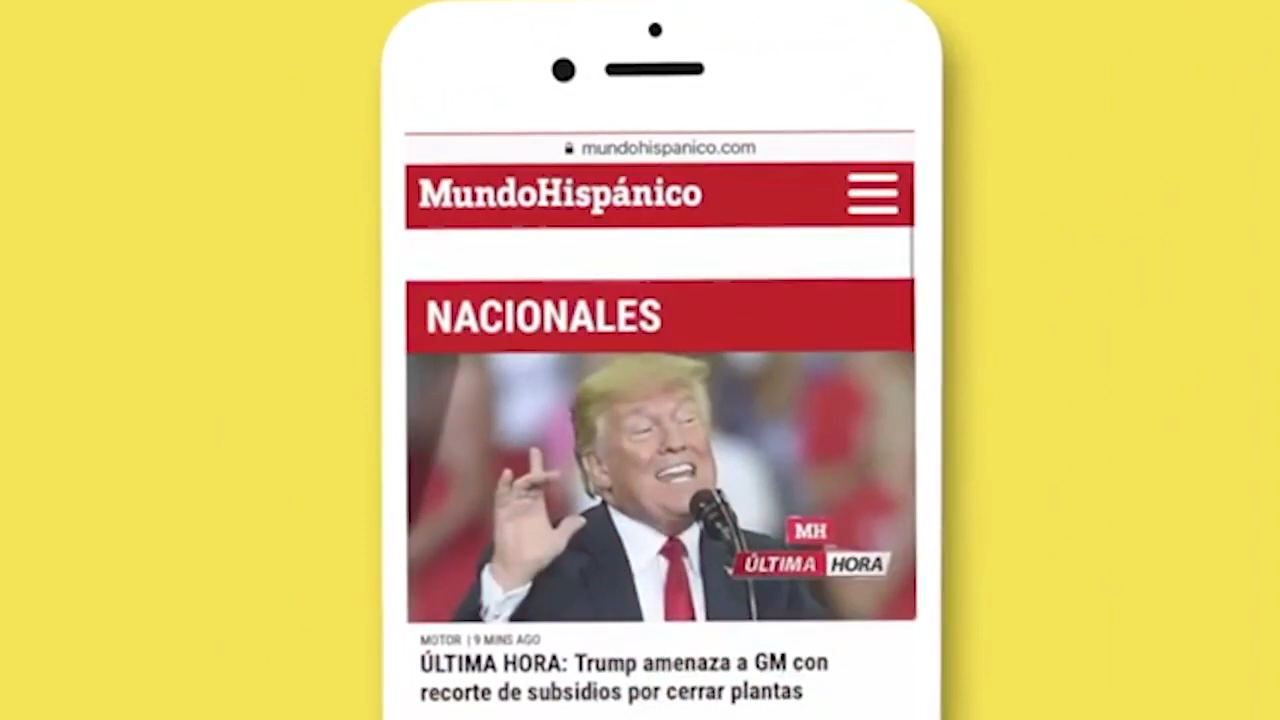 mundohispanico.com
MundoHispánico
NACIONALES
MH
ÚLTIMA HORA
MOTOR | 9 MINS AGO
ÚLTIMA HORA: Trump amenaza a GM con
recorte de subsidios por cerrar plantas